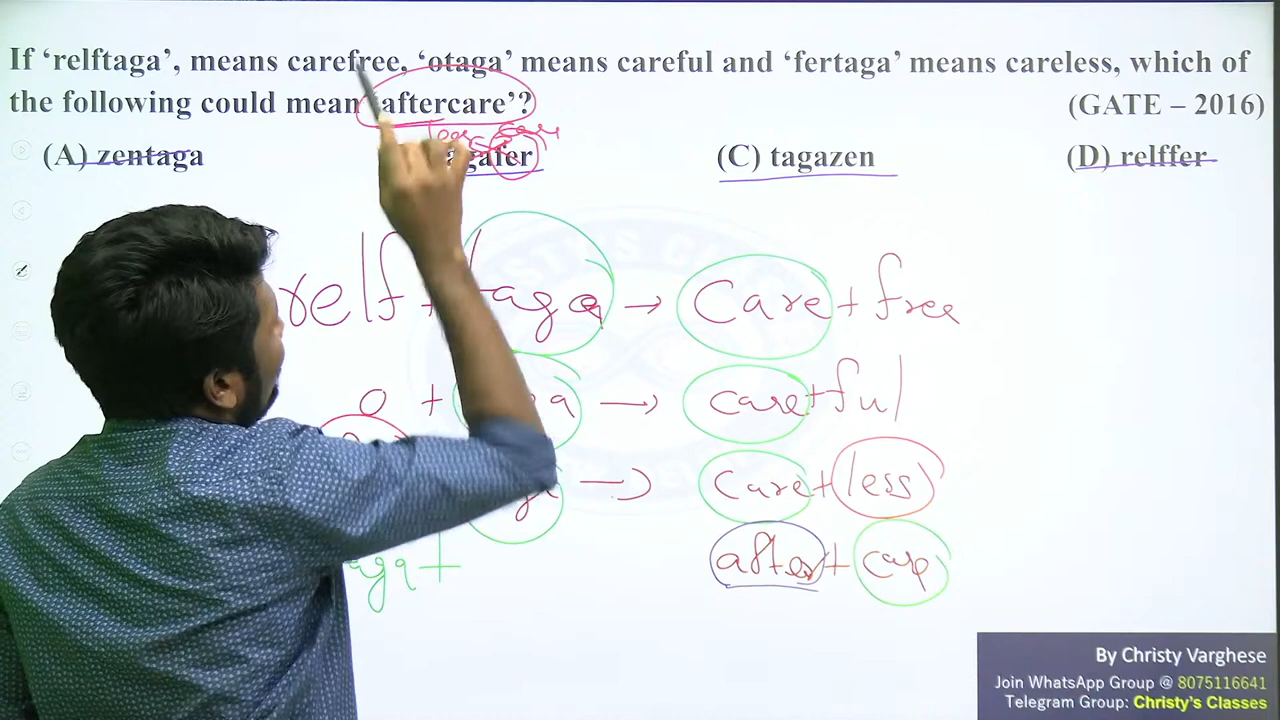 If ‘relftaga’, means carefree, ‘otaga’ means careful and ‘fertaga’ means careless, which of
the following could mean ‘aftercare’? (GATE – 2016)
(A) zentaga (C) tagazen (D) relffer
relf + taga → care + free
o + → care + ful
→ care + less
taga + after + care
By Christy Varghese
Join WhatsApp Group @ 8075116641
Telegram Group: Christy's Classes